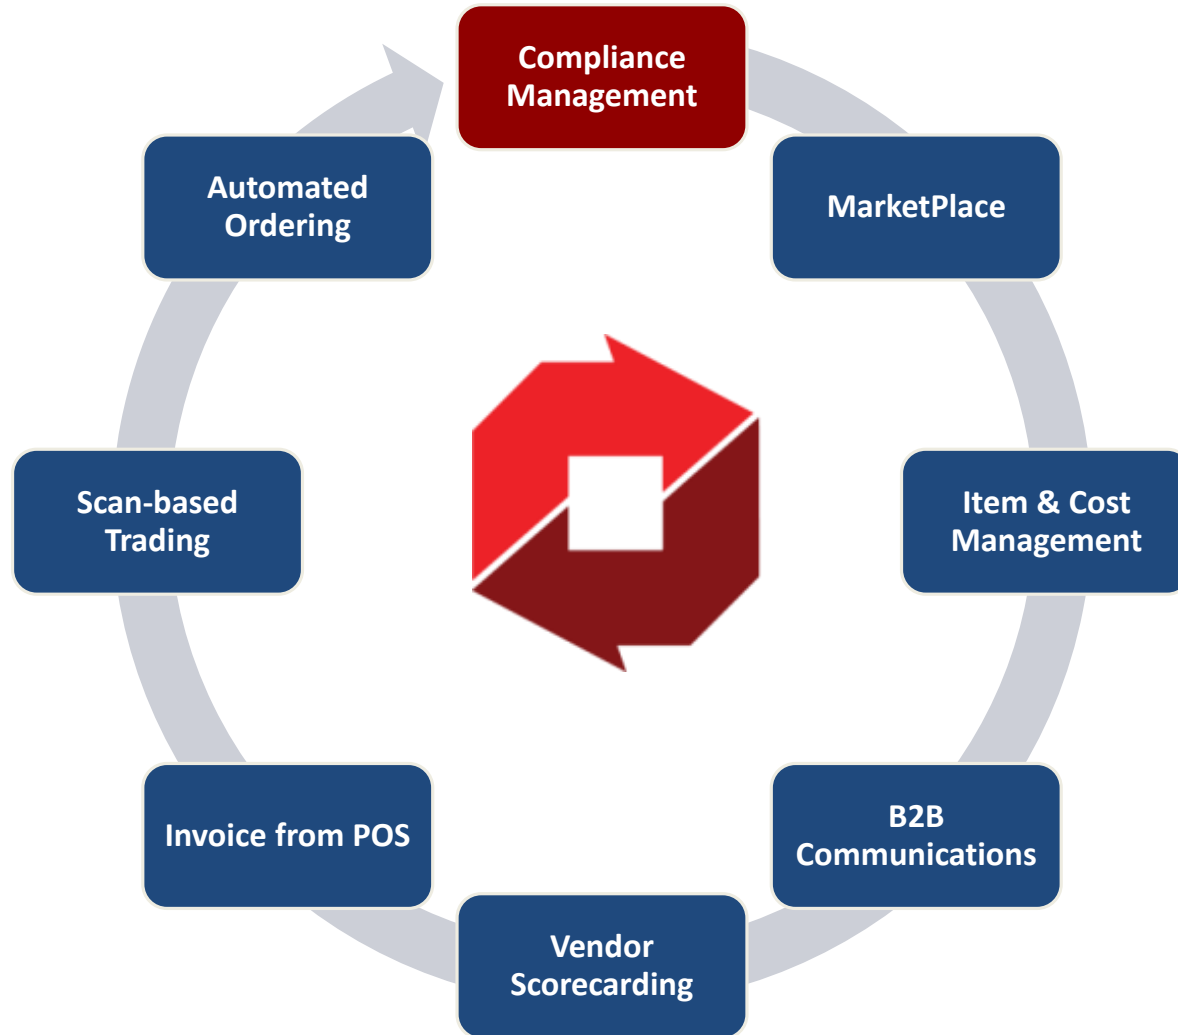 Compliance
Management
MarketPlace
Item & Cost
Management
B2B
Communications
Vendor
Scorecarding
Invoice from POS
Scan-based
Trading
Automated
Ordering